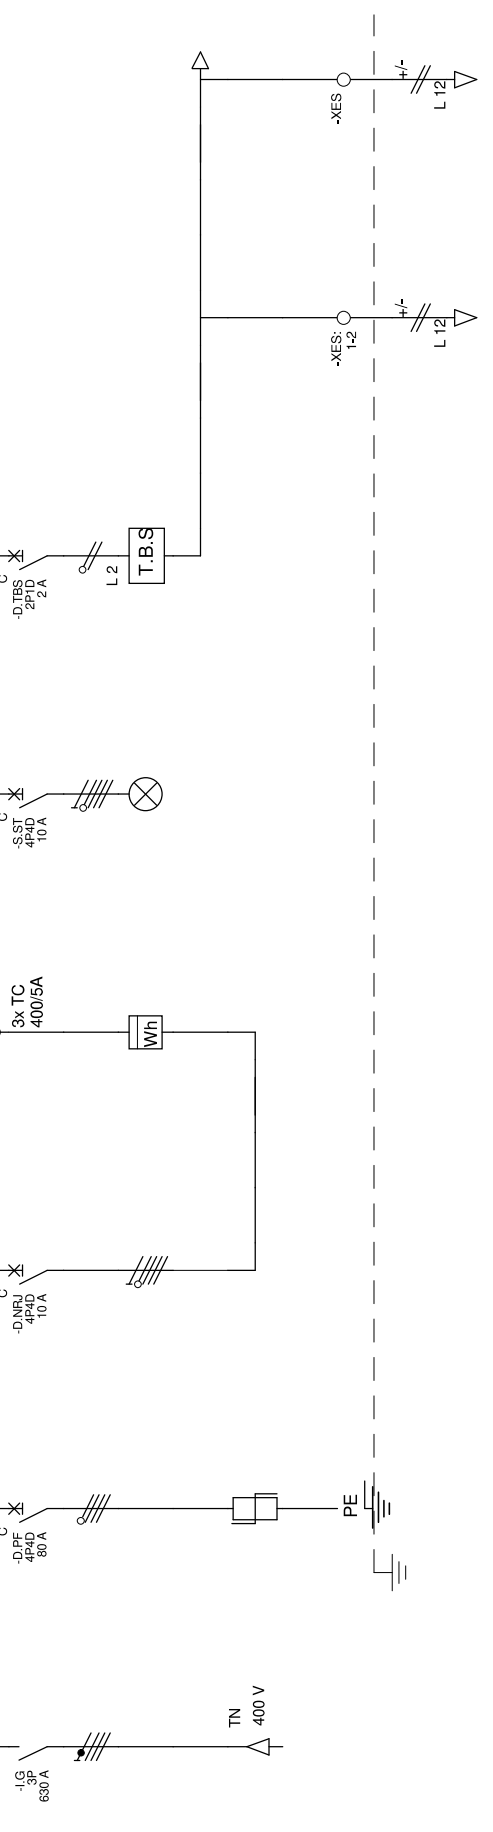 -XES
+/-
L 12
-XES:
1-2
+/-
L 12
C
-D.TBS
2P1D
2 A
L 2
T.B.S
C
-S.ST
4P4D
10 A
3x TC
400/5A
Wh
C
-D.NRJ
4P4D
10 A
C
-D.PF
4P4D
80 A
PE
-I.G
3P
630 A
TN
400 V